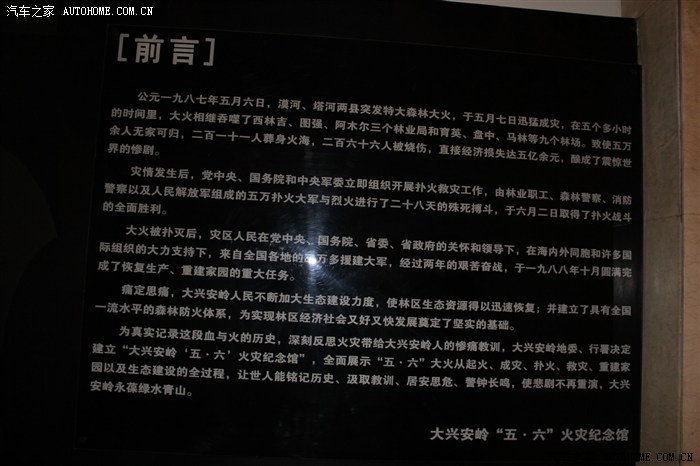 汽车之家 AUTOHOME.COM.CN
[前言]
公元一九八七年五月六日，漠河、塔河两县突发特大森林大火，于五月七日迅猛成灾，在五个多小时
的时间里，大火相继吞噬了西林吉、图强、阿木尔三个林业局和育英、盘中、马林等九个林场。致使五万
余人无家可归，二百一十一人葬身火海，二百六十六人被烧伤，直接经济损失达五亿余元，酿成了震惊世
界的惨剧。
灾情发生后，党中央、国务院和中央军委立即组织开展扑火救灾工作，由林业职工、森林警察、消防
警察以及人民解放军组成的五万扑火大军与烈火进行了二十八天的殊死搏斗，于六月二日取得了扑火战斗
的全面胜利。
大火被扑灭后，灾区人民在党中央、国务院、省委、省政府的关怀和领导下，在海内外同胞和许多国
际组织的大力支持下，来自全国各地的万多援建大军，经过两年的艰苦奋战，于一九八八年十月圆满完
成了恢复生产、重建家园的重大任务。
痛定思痛，大兴安岭人民不断加大生态建设力度，使林区生态资源得以迅速恢复；并建立了具有全国
一流水平的森林防火体系，为实现林区经济社会又好又快发展奠定了坚实的基础。
为真实记录这段血与火的历史，深刻反思火灾带给大兴安岭人的惨痛教训，大兴安岭地委、行署决定
建立“大兴安岭‘五·六’火灾纪念馆”，全面展示“五·六”大火从起火、成灾、扑火、救灾、重建家
园以及生态建设的全过程，让世人能铭记历史、汲取教训、居安思危、警钟长鸣，使悲剧不再重演，大兴
安岭永葆绿水青山。
大兴安岭“五·六”火灾纪念馆